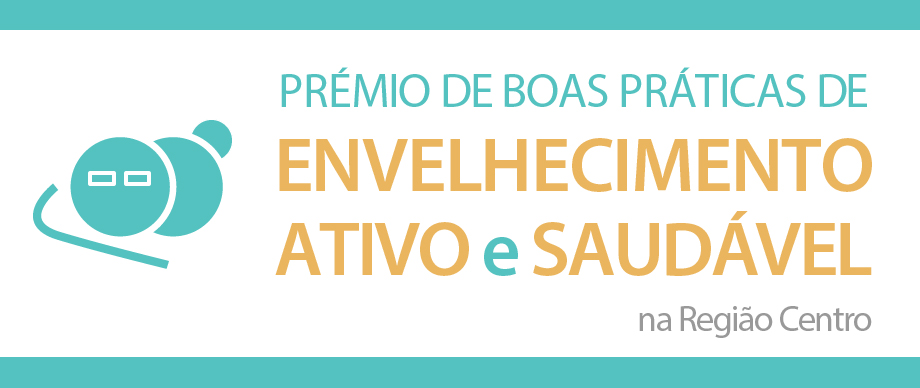 PRÉMIO DE BOAS PRÁTICAS DE
ENVELHECIMENTO
ATIVO e SAUDÁVEL
na Região Centro